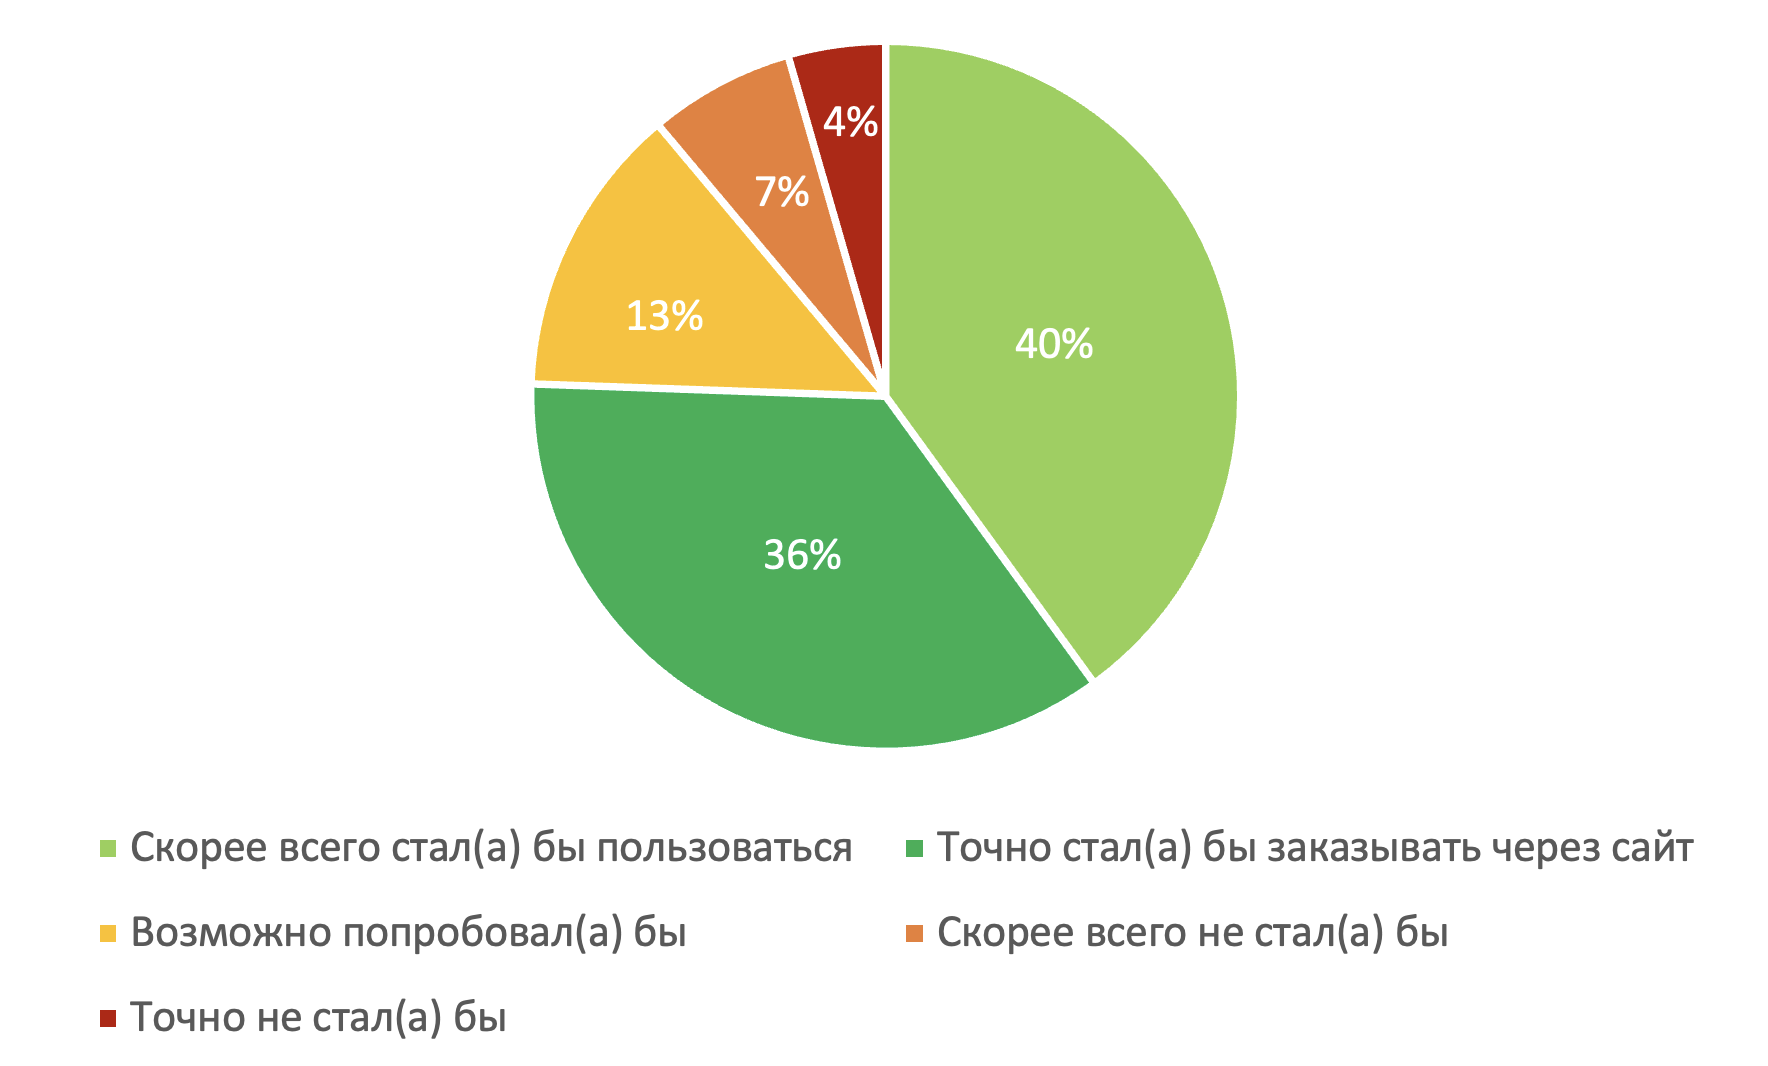 4%
7%
40%
13%
36%
Скорее всего стал(а) бы пользоваться
Точно стал(а) бы заказывать через сайт
Возможно попробовал(а) бы
Скорее всего не стал(а) бы
Точно не стал(а) бы